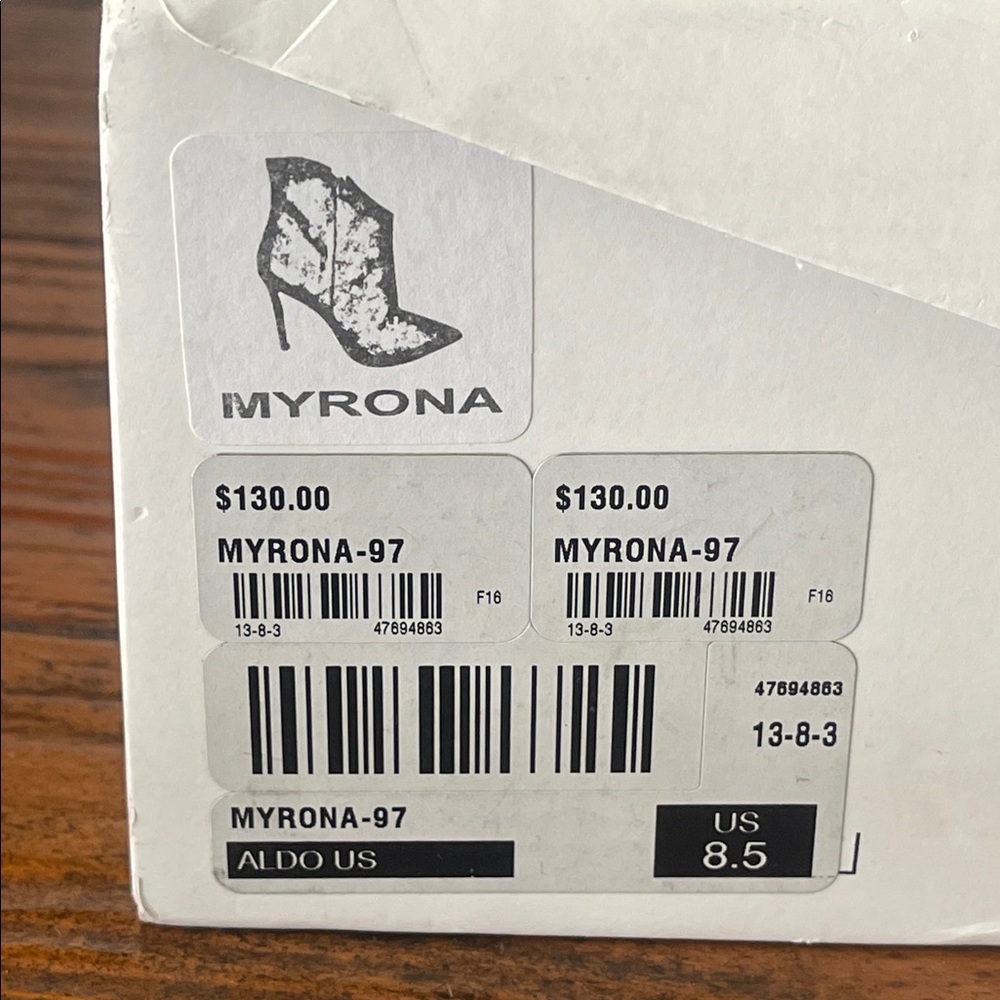 MYRONA
$130.00
MYRONA-97
F16
13-8-3 47694863
$130.00
MYRONA-97
F16
13-8-3 47694863
47694863
13-8-3
MYRONA-97
ALDO US
US
8.5